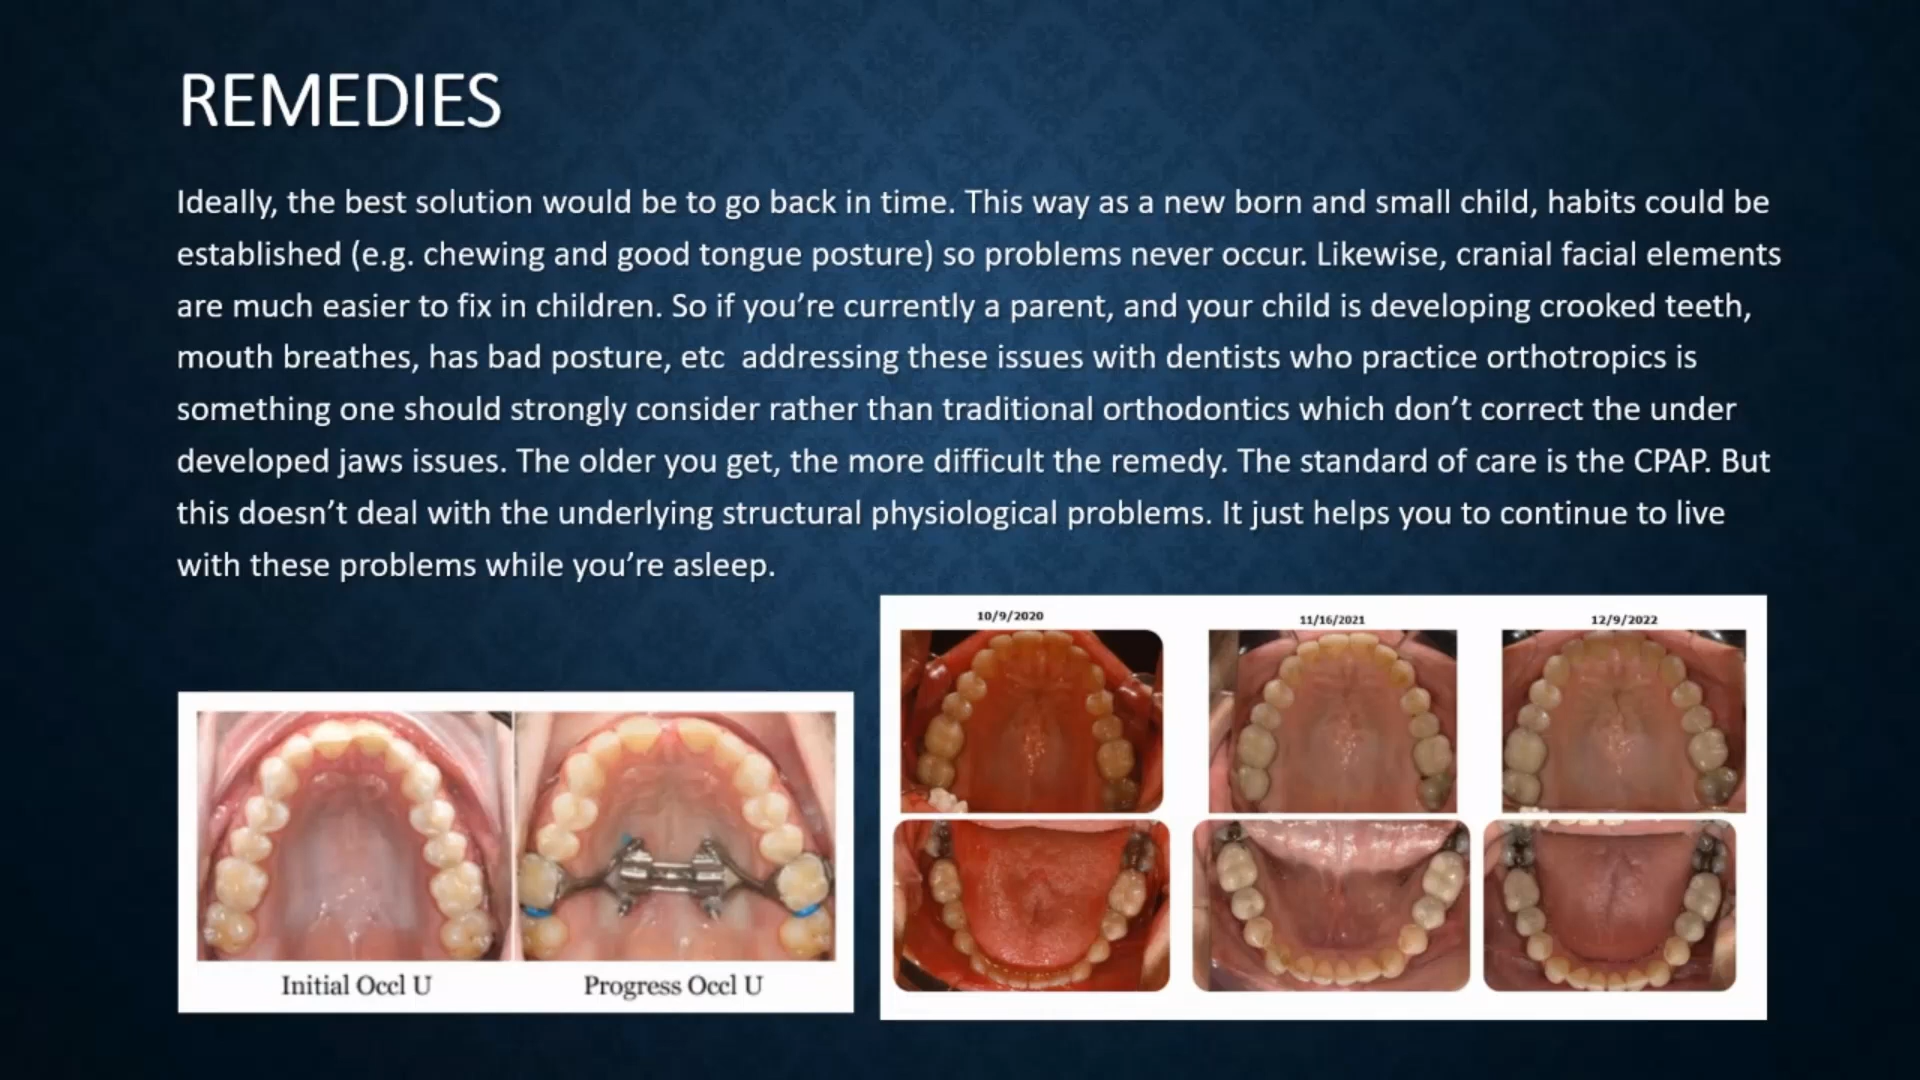 REMEDIES
Ideally, the best solution would be to go back in time. This way as a new born and small child, habits could be
established (e.g. chewing and good tongue posture) so problems never occur. Likewise, cranial facial elements
are much easier to fix in children. So if you’re currently a parent, and your child is developing crooked teeth,
mouth breathes, has bad posture, etc  addressing these issues with dentists who practice orthotropics is
something one should strongly consider rather than traditional orthodontics which don’t correct the under
developed jaws issues. The older you get, the more difficult the remedy. The standard of care is the CPAP. But
this doesn’t deal with the underlying structural physiological problems. It just helps you to continue to live
with these problems while you’re asleep.
10/9/2020
11/16/2021
12/9/2022
Initial Occl U
Progress Occl U